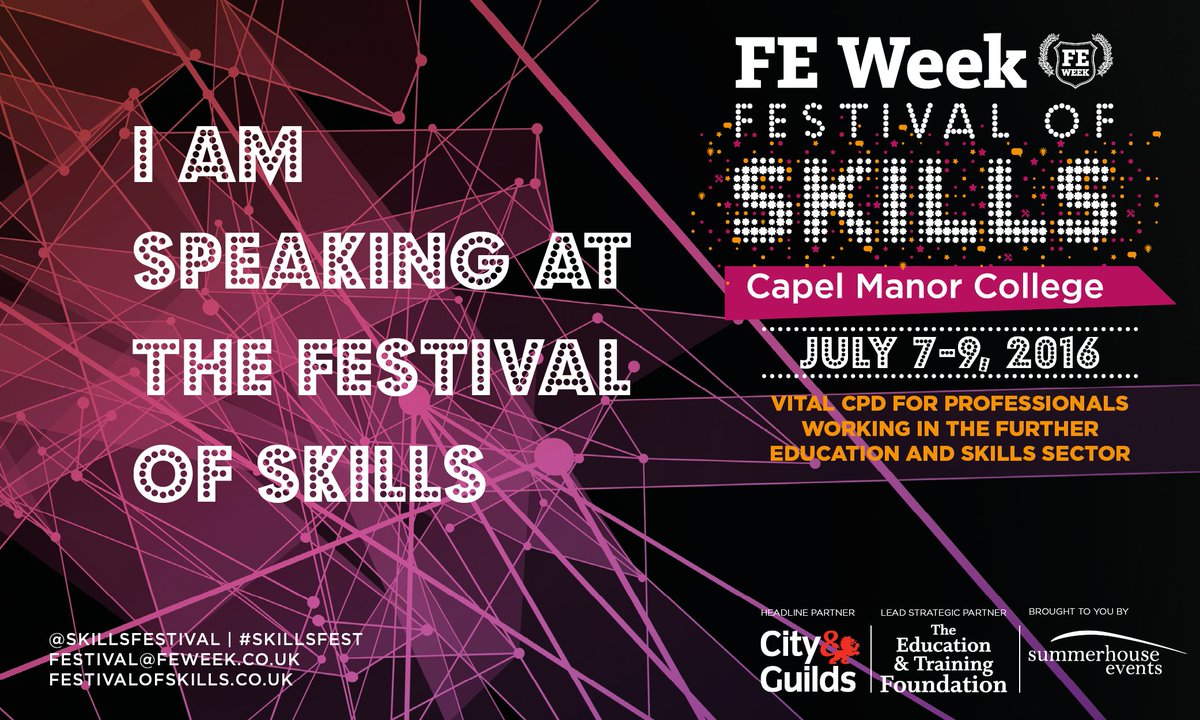 I AM
SPEAKING AT
THE FESTIVAL
OF SKILLS
@SKILLSFESTIVAL | #SKILLSFEST
FESTIVAL@FEWEEK.CO.UK
FESTIVALOFSKILLS.CO.UK
FE Week
FE
WEEK
FESTIVAL OF
SKILLS
Capel Manor College
JULY 7-9, 2016
VITAL CPD FOR PROFESSIONALS
WORKING IN THE FURTHER
EDUCATION AND SKILLS SECTOR
HEADLINE PARTNER
City&
Guilds
LEAD STRATEGIC PARTNER
The
Education
& Training
Foundation
BROUGHT TO YOU BY
summerhouse
events